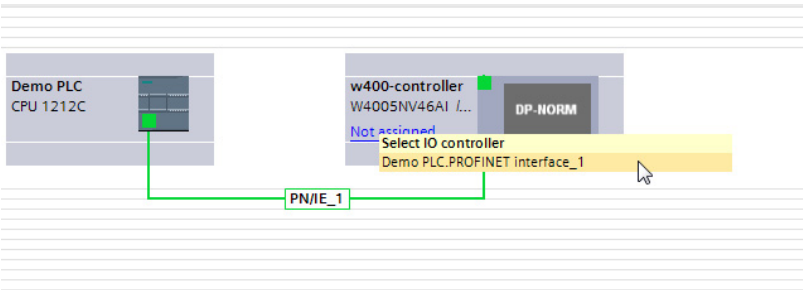 Demo PLC
CPU 1212C
w400-controller
W4005NV46AI /...
DP-NORM
Not assigned
Select IO controller
Demo PLC.PROFINET interface_1
PN/IE_1